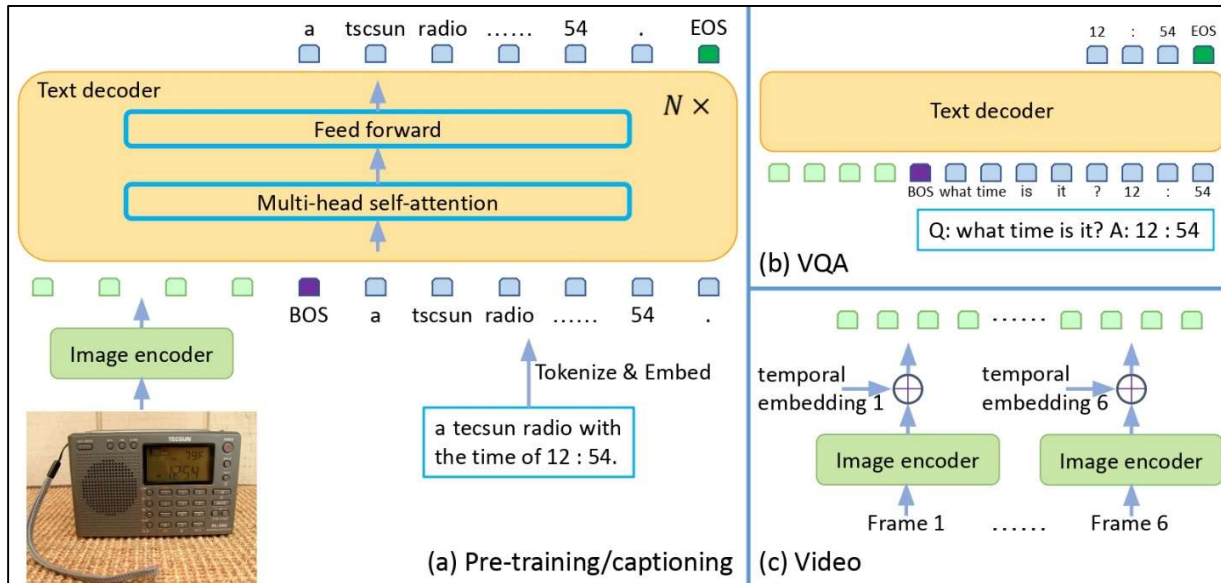 a tscsun radio ...... 54 . EOS
Text decoder
N ×
Feed forward
Multi-head self-attention
BOS a tscsun radio ...... 54 .
Image encoder
Tokenize & Embed
a tecsun radio with
the time of 12 : 54.
TECSUN
(a) Pre-training/captioning
12 : 54 EOS
Text decoder
BOS what time is it ? 12 : 54
Q: what time is it? A: 12 : 54
(b) VQA
......
temporal
embedding 1
temporal
embedding 6
Image encoder
Image encoder
Frame 1 ...... Frame 6
(c) Video